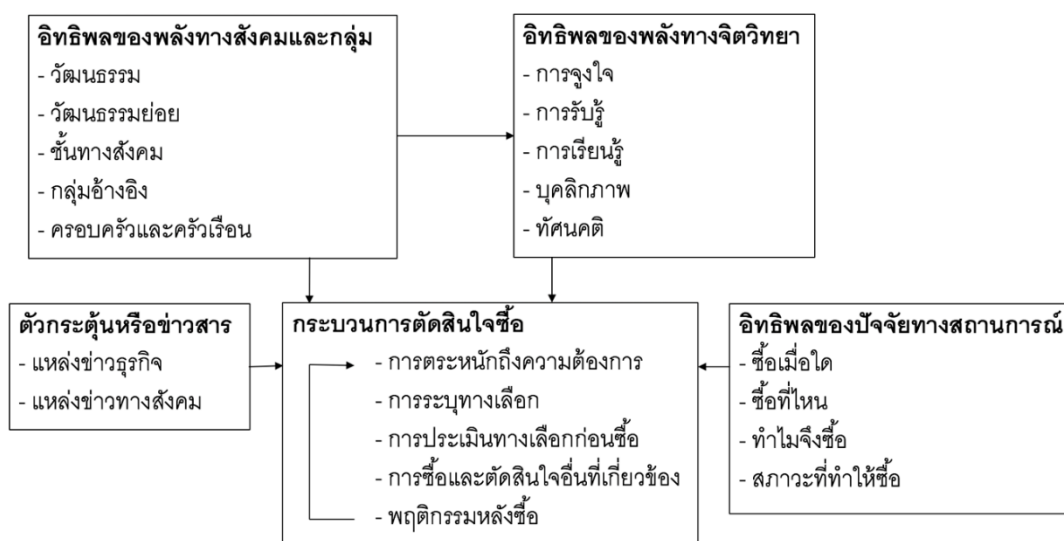 อิทธิพลของพลังทางสังคมและกลุ่ม
- วัฒนธรรม
- วัฒนธรรมย่อย
- ชั้นทางสังคม
- กลุ่มอ้างอิง
- ครอบครัวและครัวเรือน
อิทธิพลของพลังทางจิตวิทยา
- การจูงใจ
- การรับรู้
- การเรียนรู้
- บุคลิกภาพ
- ทัศนคติ
ตัวกระตุ้นหรือข่าวสาร
- แหล่งข่าวธุรกิจ
- แหล่งข่าวทางสังคม
กระบวนการตัดสินใจซื้อ
- การตระหนักถึงความต้องการ
- การระบุทางเลือก
- การประเมินทางเลือกก่อนซื้อ
- การซื้อและตัดสินใจอื่นที่เกี่ยวข้อง
- พฤติกรรมหลังซื้อ
อิทธิพลของปัจจัยทางสถานการณ์
- ซื้อเมื่อใด
- ซื้อที่ไหน
- ทำไมจึงซื้อ
- สภาวะที่ทำให้ซื้อ